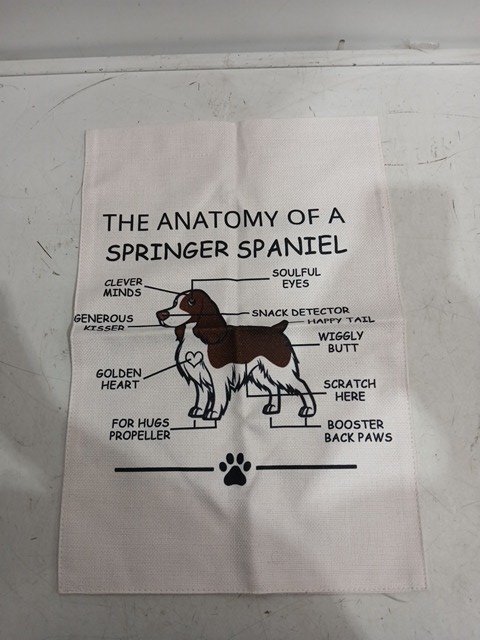 THE ANATOMY OF A
SPRINGER SPANIEL
CLEVER
MINDS
SOULFUL
EYES
GENEROUS
KISSER
SNACK DETECTOR
HAPPY TAIL
WIGGLY
BUTT
GOLDEN
HEART
SCRATCH
HERE
FOR HUGS
PROPELLER
BOOSTER
BACK PAWS